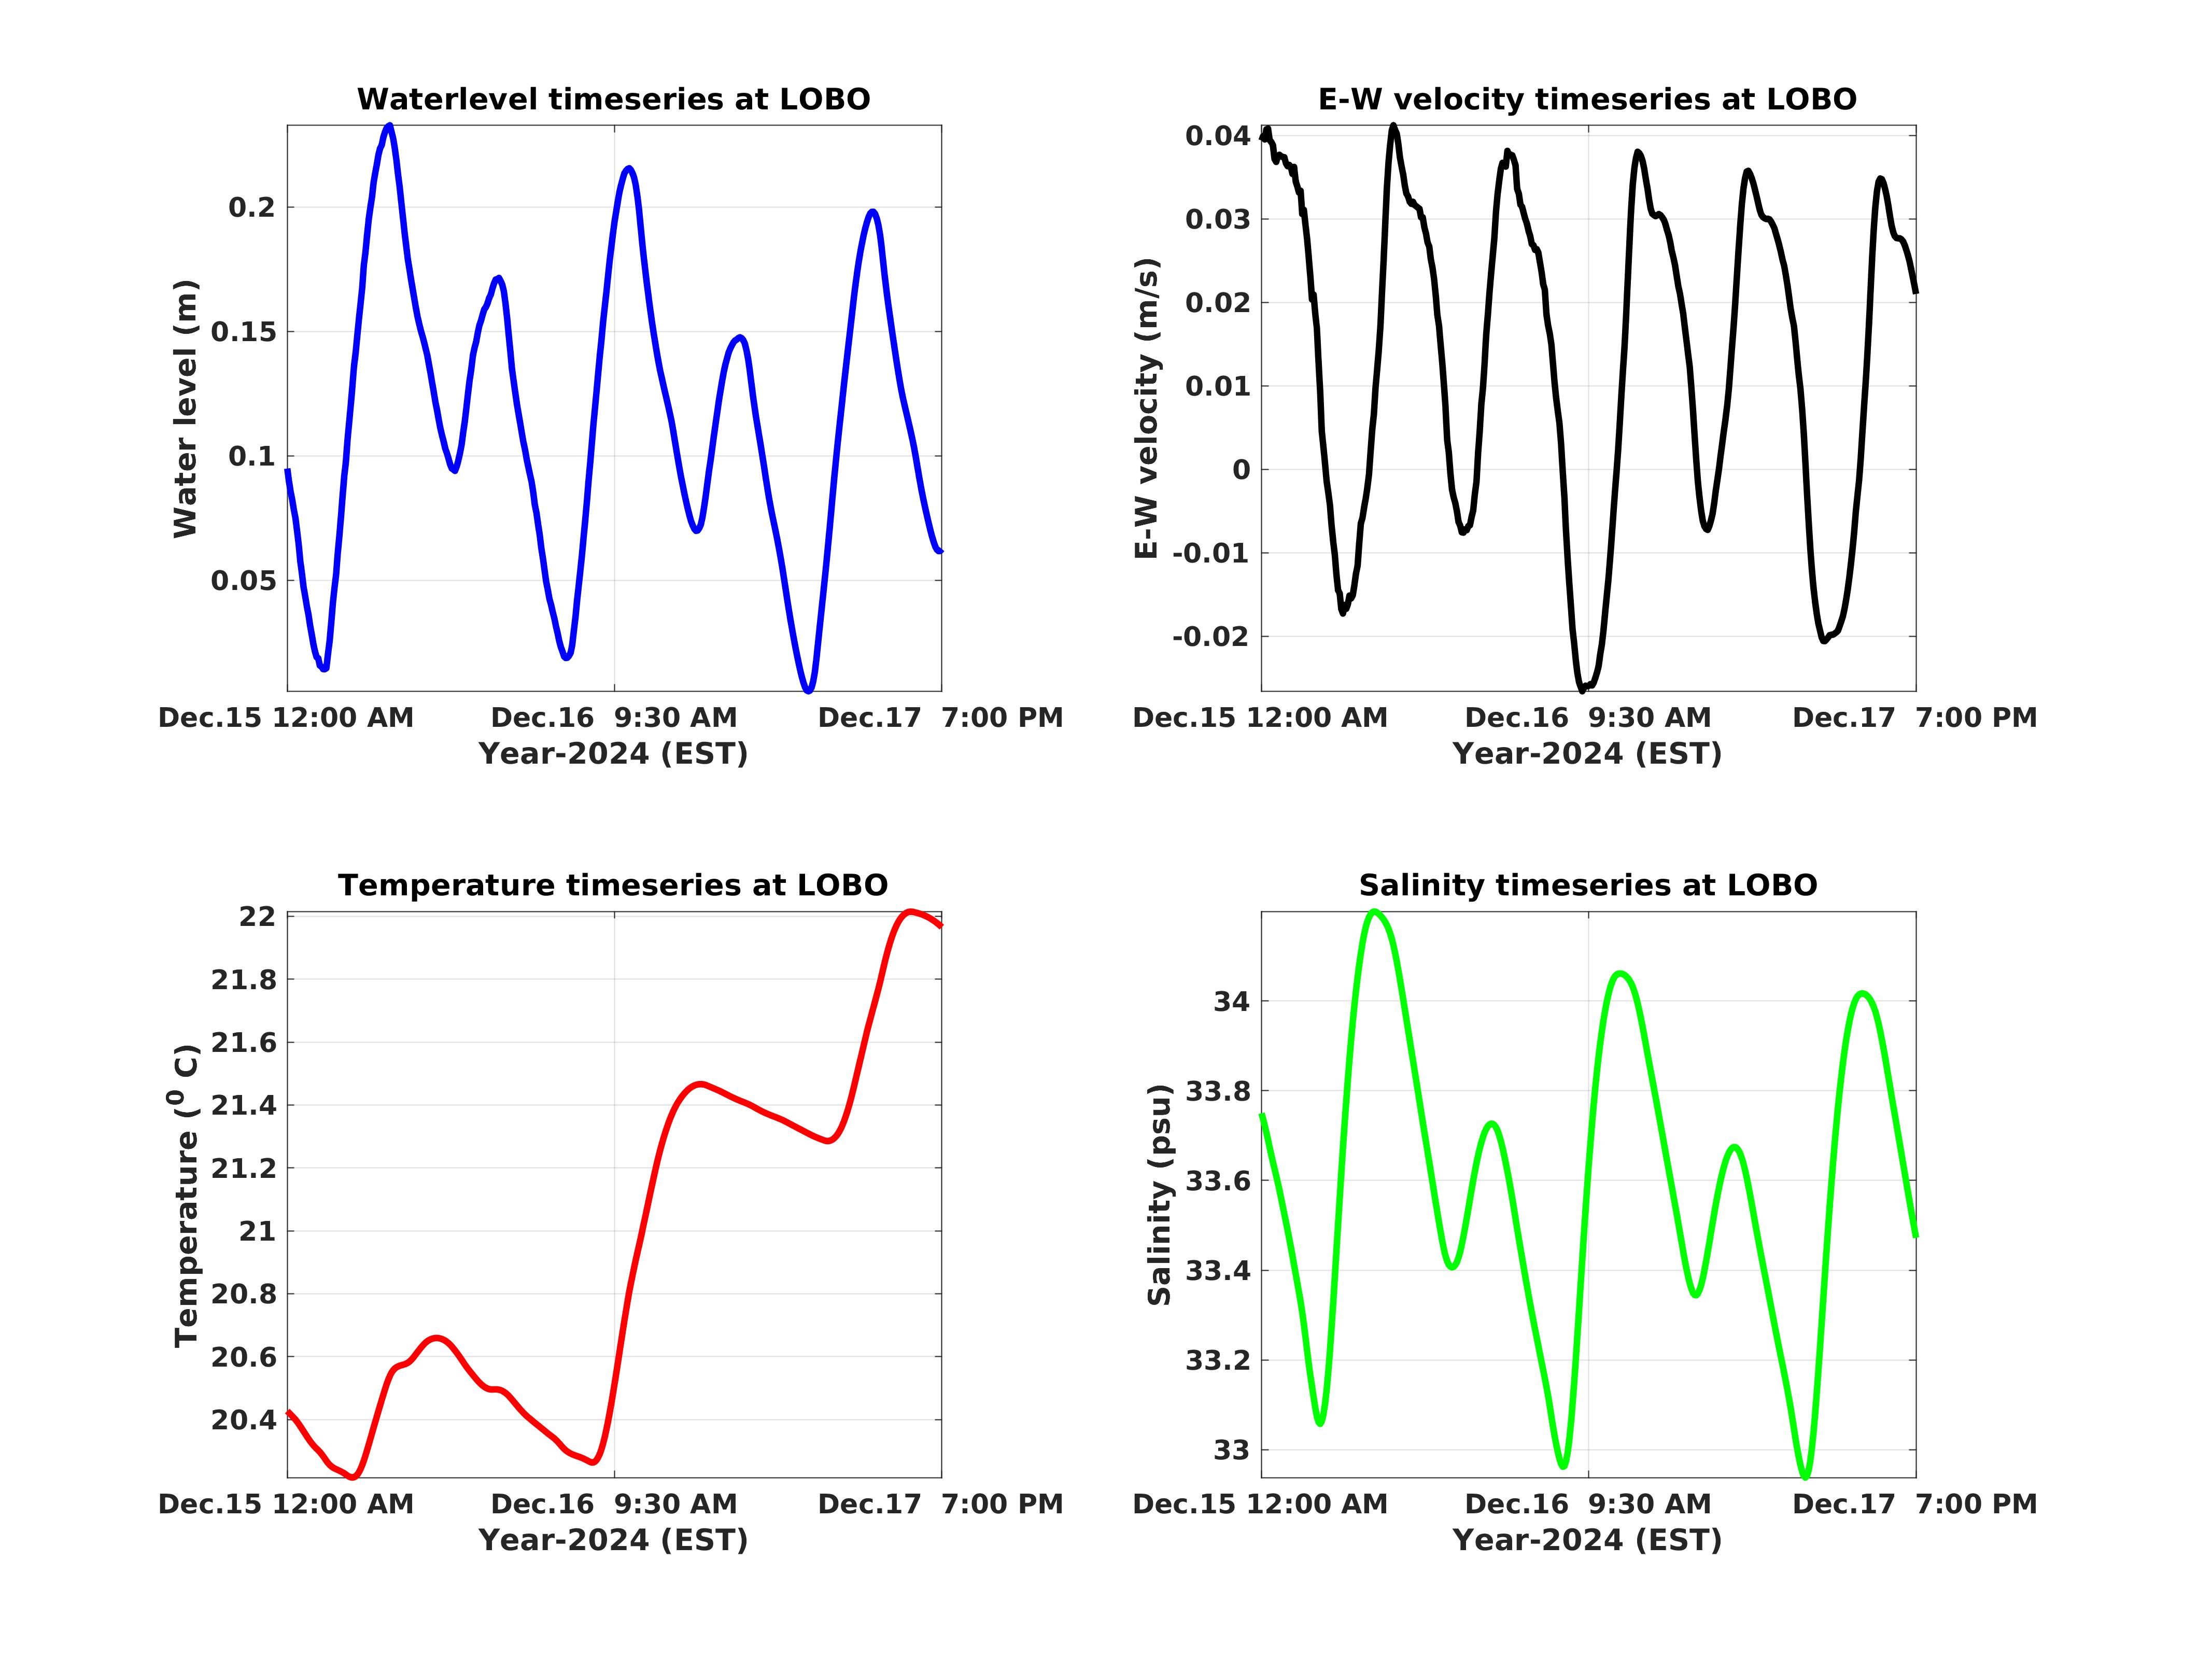 Waterlevel timeseries at LOBO
0.2
0.15
0.1
0.05
Water level (m)
Dec.15 12:00 AM Dec.16 9:30 AM Dec.17 7:00 PM
Year-2024 (EST)
E-W velocity timeseries at LOBO
0.04
0.03
0.02
0.01
0
-0.01
-0.02
E-W velocity (m/s)
Dec.15 12:00 AM Dec.16 9:30 AM Dec.17 7:00 PM
Year-2024 (EST)
Temperature timeseries at LOBO
22
21.8
21.6
21.4
21.2
21
20.8
20.6
20.4
Temperature (⁰ C)
Dec.15 12:00 AM Dec.16 9:30 AM Dec.17 7:00 PM
Year-2024 (EST)
Salinity timeseries at LOBO
34
33.8
33.6
33.4
33.2
33
Salinity (psu)
Dec.15 12:00 AM Dec.16 9:30 AM Dec.17 7:00 PM
Year-2024 (EST)